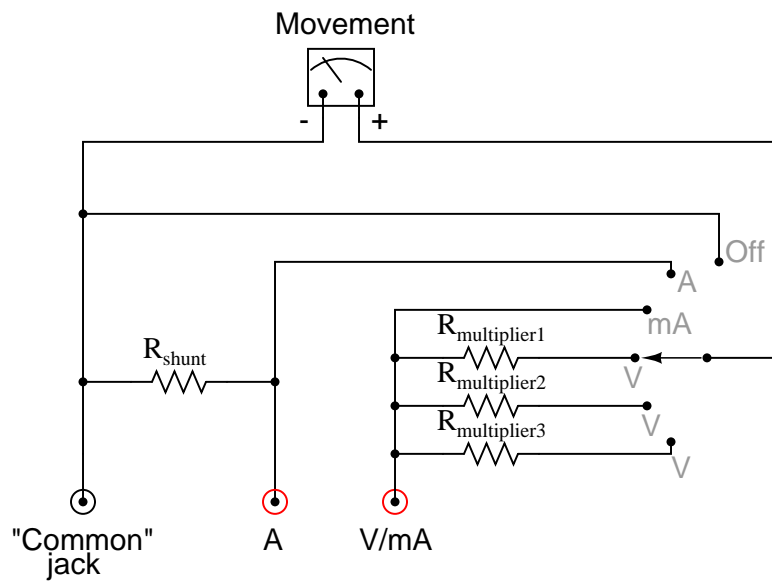 Movement
- +
Off
A
mA
Rmultiplier1
Rshunt
V
Rmultiplier2
V
Rmultiplier3
V
"Common"
jack
A
V/mA